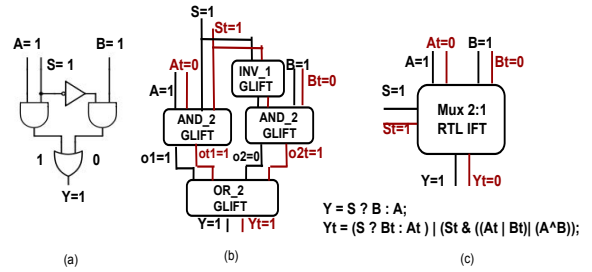 A= 1
S= 1
B= 1
1
0
Y=1
(a)
S=1
St=1
At=0
A=1
INV_1
GLIFT
B=1
Bt=0
AND_2
GLIFT
AND_2
GLIFT
o1=1
ot1=1
o2=0
o2t=1
OR_2
GLIFT
Y=1
Yt=1
(b)
At=0
A=1
B=1
Bt=0
S=1
St=1
Mux 2:1
RTL IFT
Y=1
Yt=0
Y = S ? B : A;
Yt = (S ? Bt : At ) | (St & ((At | Bt)| (A^B));
(c)